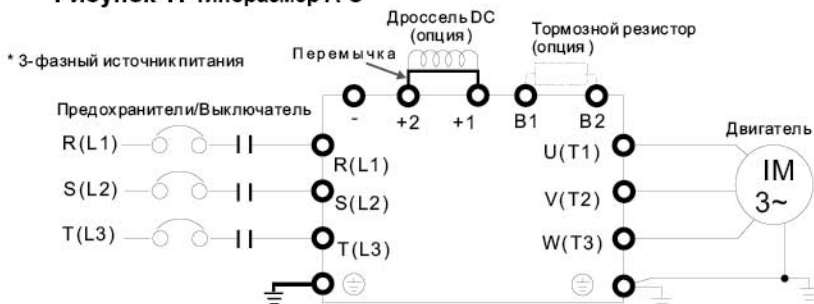 Дроссель DC
(опция)
Тормозной резистор
(опция)
* 3-фазный источник питания
Перемычка
Предохранители/Выключатель
- +2 +1 B1 B2
Двигатель
R(L1)
R(L1)
U(T1)
IM
3~
S(L2)
S(L2)
V(T2)
T(L3)
T(L3)
W(T3)